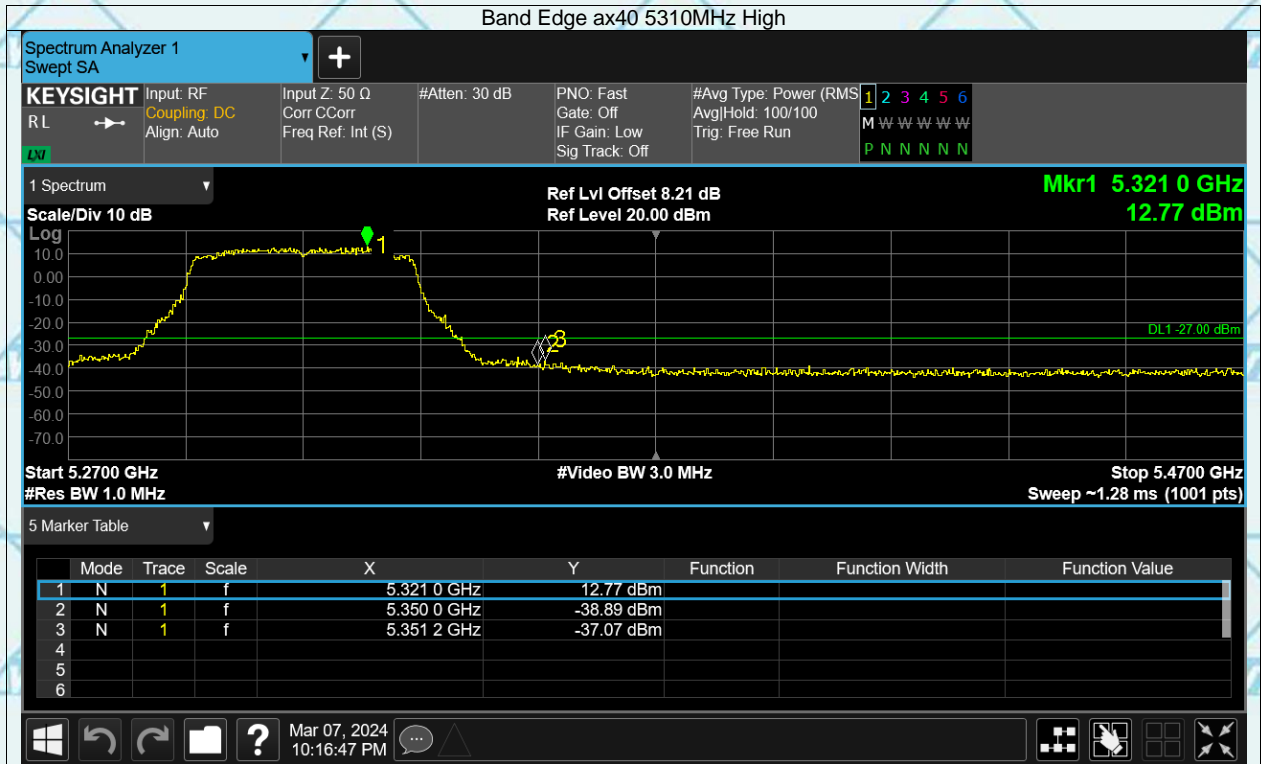 Band Edge ax40 5310MHz High
Spectrum Analyzer 1
Swept SA
KEYSIGHT
RL
LXI
Input: RF
Coupling: DC
Align: Auto
Input Z: 50 Ω
Corr CCorr
Freq Ref: Int (S)
#Atten: 30 dB
PNO: Fast
Gate: Off
IF Gain: Low
Sig Track: Off
#Avg Type: Power (RMS
Avg|Hold: 100/100
Trig: Free Run
1 2 3 4 5 6
M W W W W W
P N N N N N
1 Spectrum
Scale/Div 10 dB
Ref Lvl Offset 8.21 dB
Ref Level 20.00 dBm
Mkr1 5.321 0 GHz
12.77 dBm
Log
10.0
0.00
-10.0
-20.0
-30.0
-40.0
-50.0
-60.0
-70.0
1
2
3
DL1 -27.00 dBm
Start 5.2700 GHz
#Video BW 3.0 MHz
Stop 5.4700 GHz
#Res BW 1.0 MHz
Sweep ~1.28 ms (1001 pts)
5 Marker Table
Mode Trace Scale X Y Function Function Width Function Value
1 N 1 f 5.321 0 GHz 12.77 dBm
2 N 1 f 5.350 0 GHz -38.89 dBm
3 N 1 f 5.351 2 GHz -37.07 dBm
4
5
6
?
Mar 07, 2024
10:16:47 PM